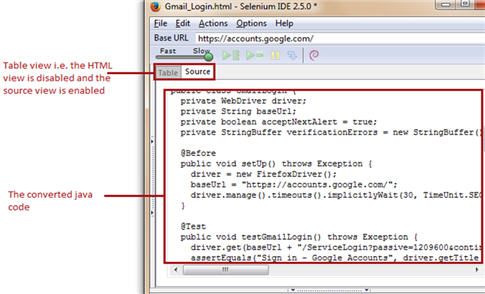 Gmail_Login.html - Selenium IDE 2.5.0 *
File Edit Actions Options Help
Base URL https://accounts.google.com/
Fast Slow
Table Source
Table view i.e. the HTML
view is disabled and the
source view is enabled
public class GmailLogin {
private WebDriver driver;
private String baseUrl;
private boolean acceptNextAlert = true;
private StringBuffer verificationErrors = new StringBuffer()
@Before
public void setUp() throws Exception {
driver = new FirefoxDriver();
baseUrl = "https://accounts.google.com/";
driver.manage().timeouts().implicitlyWait(30, TimeUnit.SEC
}
The converted java
code
@Test
public void testGmailLogin() throws Exception {
driver.get(baseUrl + "/ServiceLogin?passive=1209600&contin
assertEquals("Sign in - Google Accounts", driver.getTitle